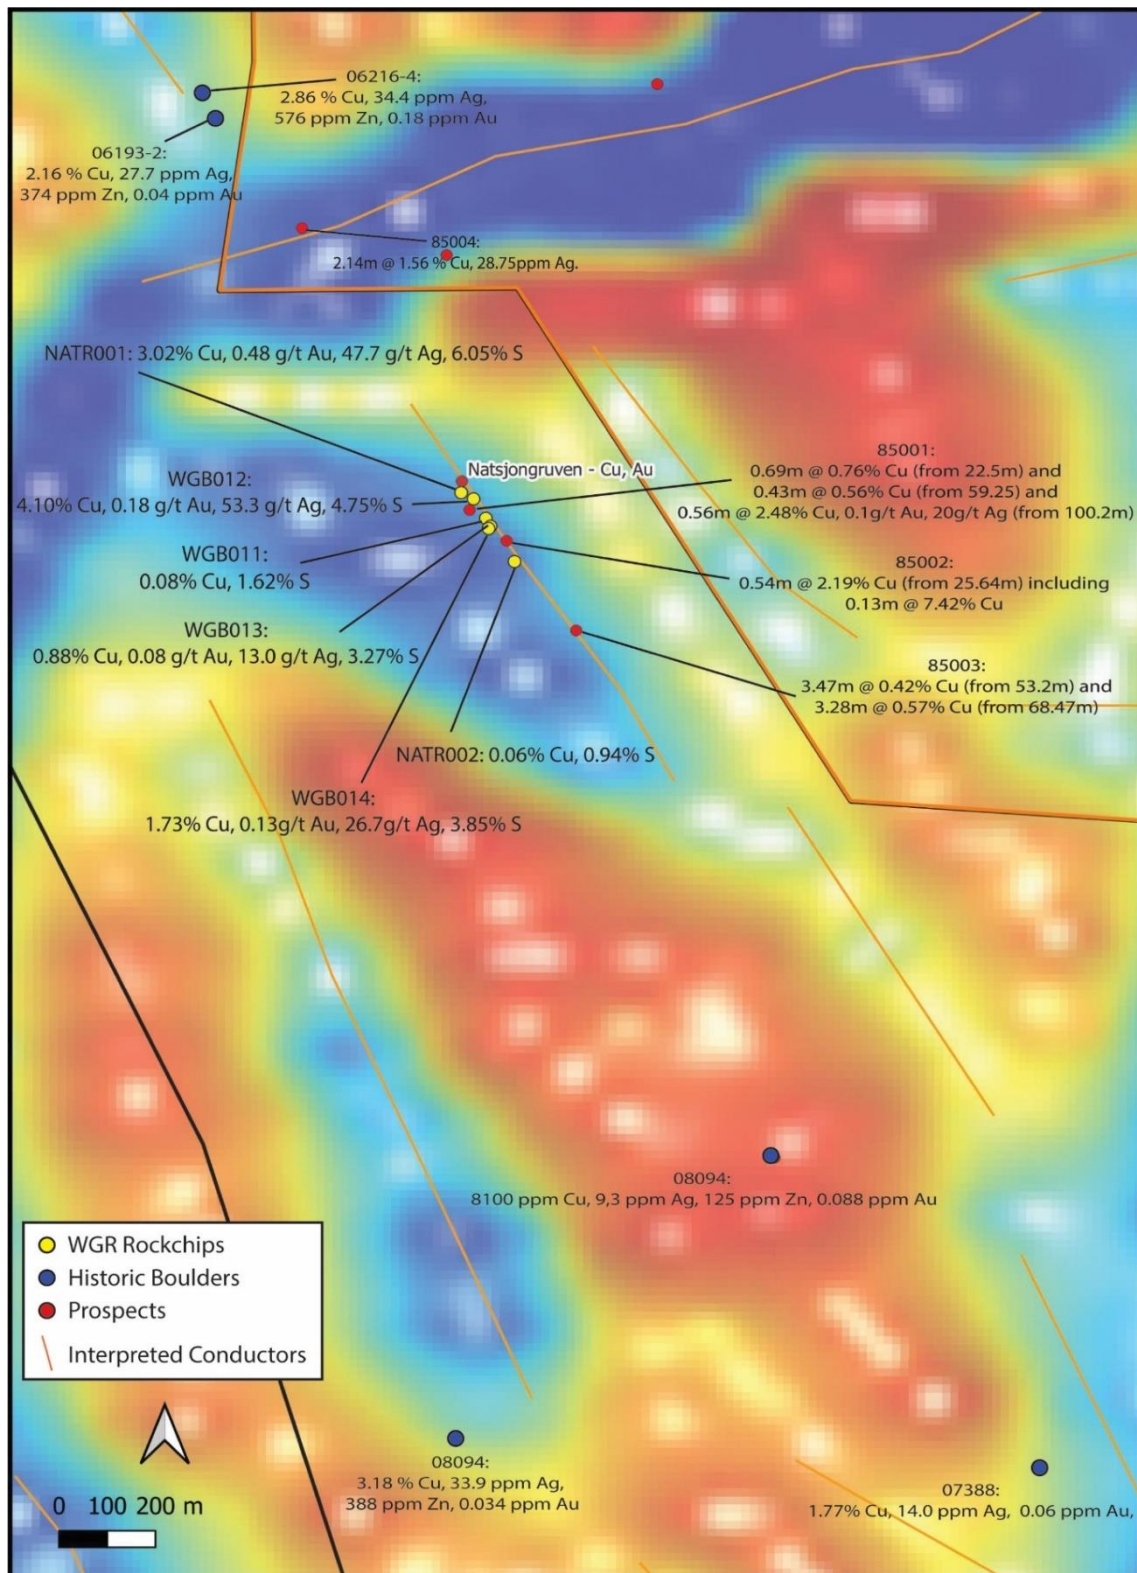 06216-4:
2.86 % Cu, 34.4 ppm Ag,
576 ppm Zn, 0.18 ppm Au
06193-2:
2.16 % Cu, 27.7 ppm Ag,
374 ppm Zn, 0.04 ppm Au
85004:
2.14m @ 1.56 % Cu, 28.75ppm Ag.
NATR001: 3.02% Cu, 0.48 g/t Au, 47.7 g/t Ag, 6.05% S
Natsjongruven - Cu, Au
WGB012:
4.10% Cu, 0.18 g/t Au, 53.3 g/t Ag, 4.75% S
85001:
0.69m @ 0.76% Cu (from 22.5m) and
0.43m @ 0.56% Cu (from 59.25) and
0.56m @ 2.48% Cu, 0.1g/t Au, 20g/t Ag (from 100.2m)
WGB011:
0.08% Cu, 1.62% S
85002:
0.54m @ 2.19% Cu (from 25.64m) including
0.13m @ 7.42% Cu
WGB013:
0.88% Cu, 0.08 g/t Au, 13.0 g/t Ag, 3.27% S
85003:
3.47m @ 0.42% Cu (from 53.2m) and
3.28m @ 0.57% Cu (from 68.47m)
NATR002: 0.06% Cu, 0.94% S
WGB014:
1.73% Cu, 0.13g/t Au, 26.7g/t Ag, 3.85% S
08094:
8100 ppm Cu, 9,3 ppm Ag, 125 ppm Zn, 0.088 ppm Au
WGR Rockchips
Historic Boulders
Prospects
Interpreted Conductors
08094:
3.18 % Cu, 33.9 ppm Ag,
388 ppm Zn, 0.034 ppm Au
07388:
1.77% Cu, 14.0 ppm Ag, 0.06 ppm Au,
0 100 200 m